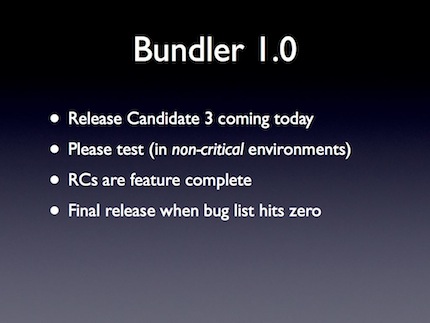 Bundler 1.0
• Release Candidate 3 coming today
• Please test (in non-critical environments)
• RCs are feature complete
• Final release when bug list hits zero